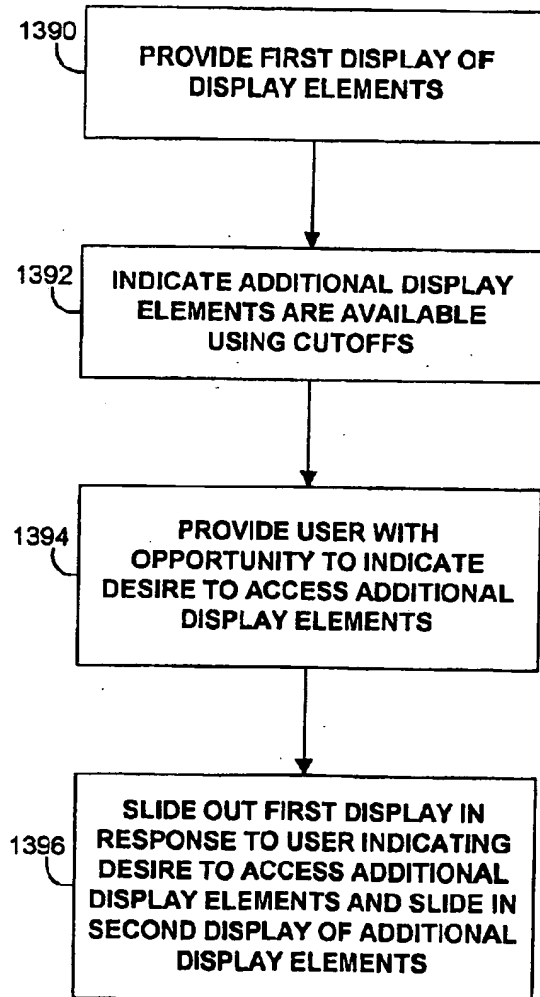 1390
PROVIDE FIRST DISPLAY OF
DISPLAY ELEMENTS
1392
INDICATE ADDITIONAL DISPLAY
ELEMENTS ARE AVAILABLE
USING CUTOFFS
1394
PROVIDE USER WITH
OPPORTUNITY TO INDICATE
DESIRE TO ACCESS ADDITIONAL
DISPLAY ELEMENTS
1396
SLIDE OUT FIRST DISPLAY IN
RESPONSE TO USER INDICATING
DESIRE TO ACCESS ADDITIONAL
DISPLAY ELEMENTS AND SLIDE IN
SECOND DISPLAY OF ADDITIONAL
DISPLAY ELEMENTS